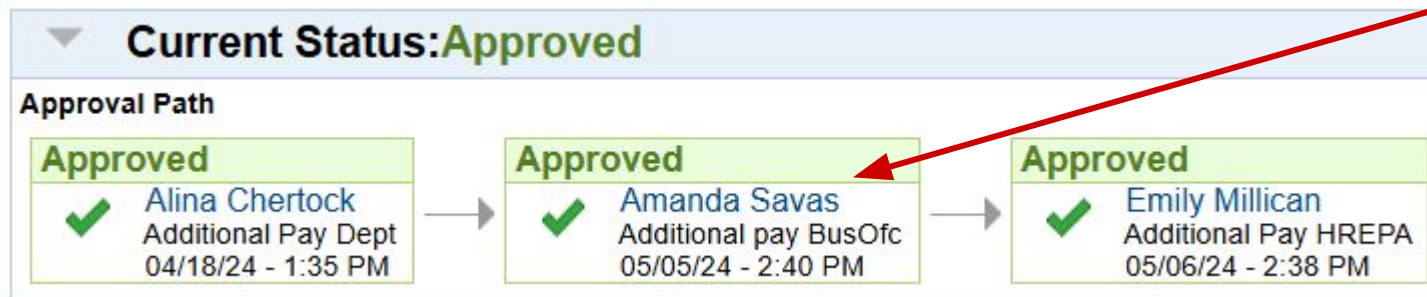 Current Status:Approved
Approval Path
Approved
Alina Chertock
Additional Pay Dept
04/18/24 - 1:35 PM
Approved
Amanda Savas
Additional pay BusOfc
05/05/24 - 2:40 PM
Approved
Emily Millican
Additional Pay HREPA
05/06/24 - 2:38 PM